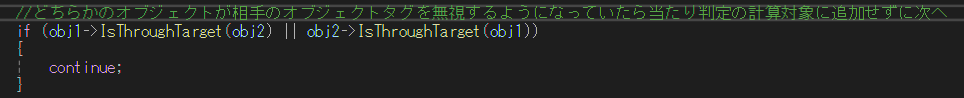 //どちらかのオブジェクトが相手のオブジェクトタグを無視するようになっていたら当たり判定の計算対象に追加せずに次へ
if (obj1->IsThroughTarget(obj2) || obj2->IsThroughTarget(obj1))
{
continue;
}